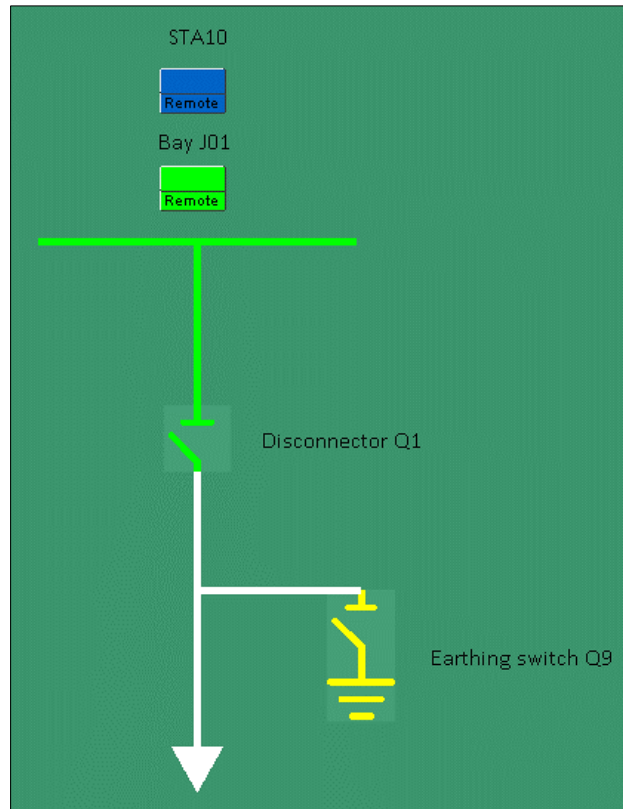 STA10
Remote
Bay J01
Remote
Disconnector Q1
Earthing switch Q9